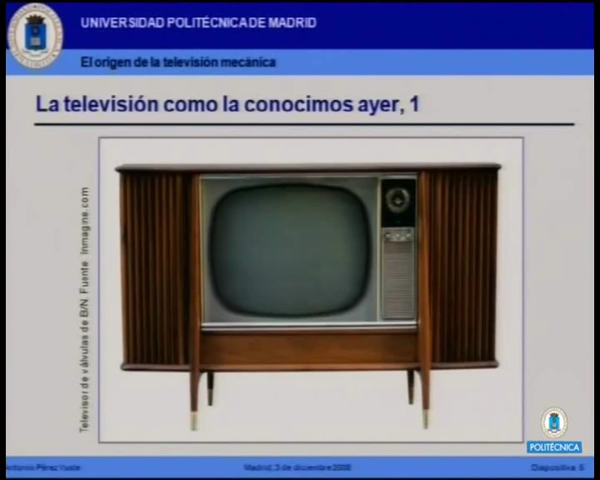 UNIVERSIDAD POLITÉCNICA DE MADRID
El origen de la televisión mecánica
La televisión como la conocimos ayer, 1
Televisor de válvulas de B/N. Fuente: Inmagine.com
POLITÉCNICA
Antonio Pérez Yuste
Madrid, 3 de diciembre 2008
Diapositiva 5